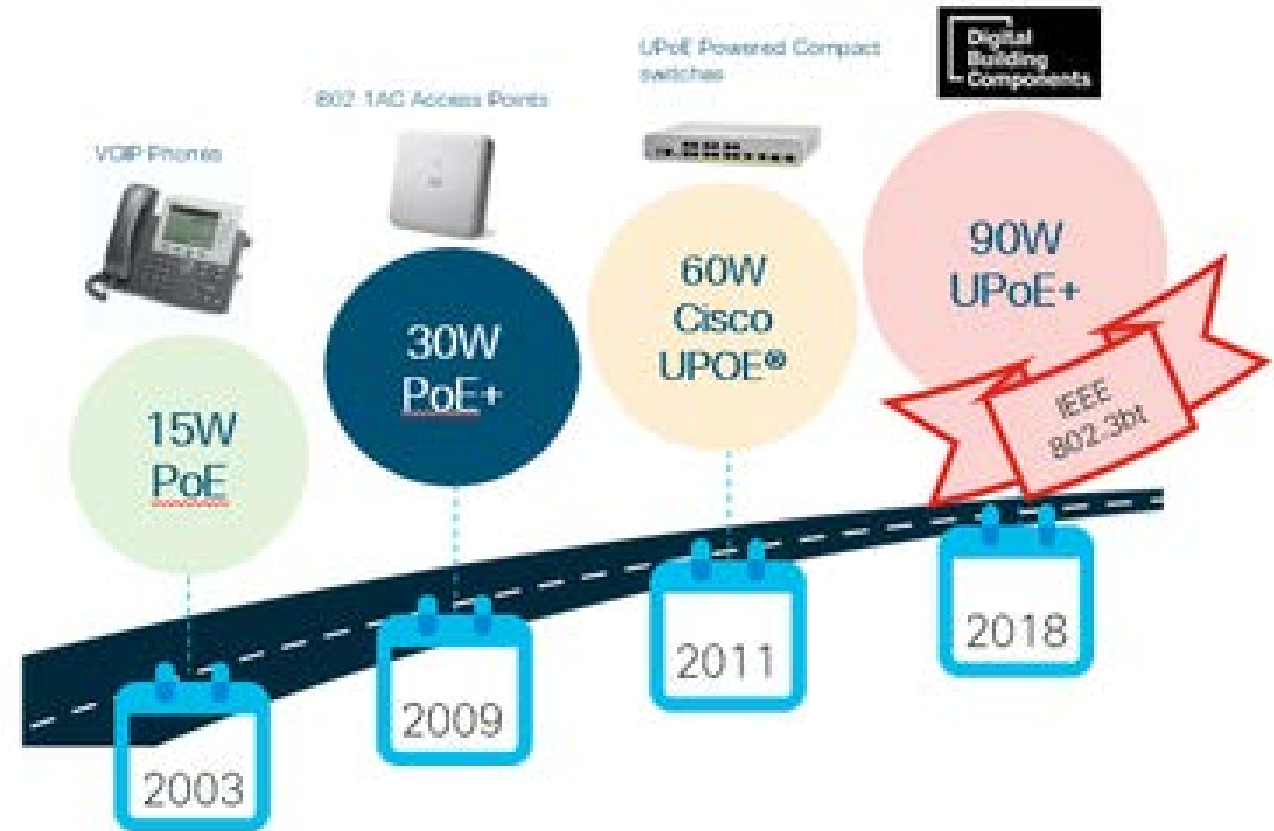 VOIP Phones
15W
PoE
2003
802.1AC Access Points
30W
PoE+
2009
UPoE Powered Compact
switches
60W
Cisco
UPOE®
2011
Digital
Building
Components
90W
UPoE+
IEEE
802.3bt
2018